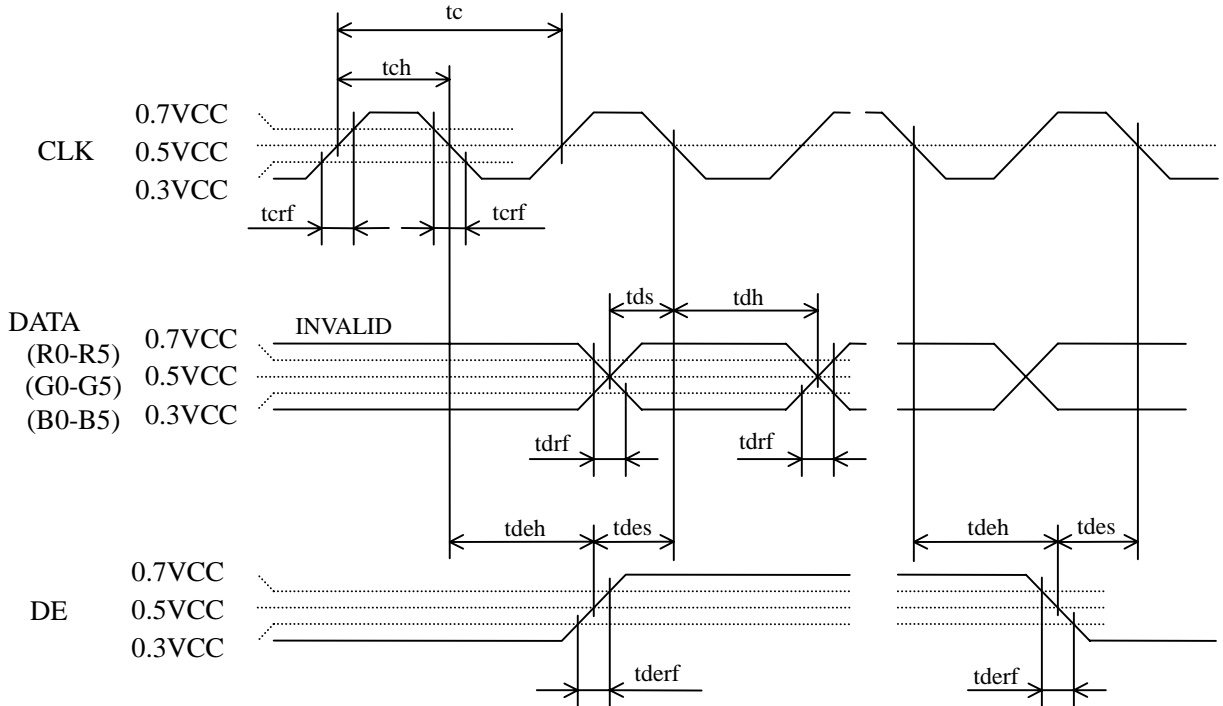 tc
tch
0.7VCC
CLK 0.5VCC
0.3VCC
tcrf tcrf
tds tdh
DATA INVALID
(R0-R5) 0.7VCC
(G0-G5) 0.5VCC
(B0-B5) 0.3VCC
tdrf tdrf
tdeh tdes tdeh tdes
0.7VCC
DE 0.5VCC
0.3VCC
tderf tderf